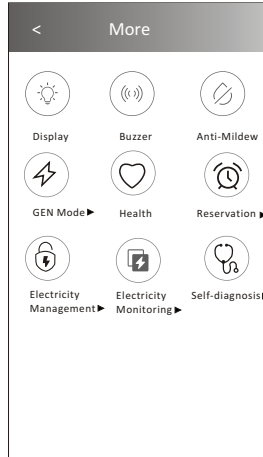 < More
Display Buzzer Anti-Mildew
GEN Mode▶ Health Reservation▶
Electricity Electricity Self-diagnosis▶
Management▶ Monitoring▶